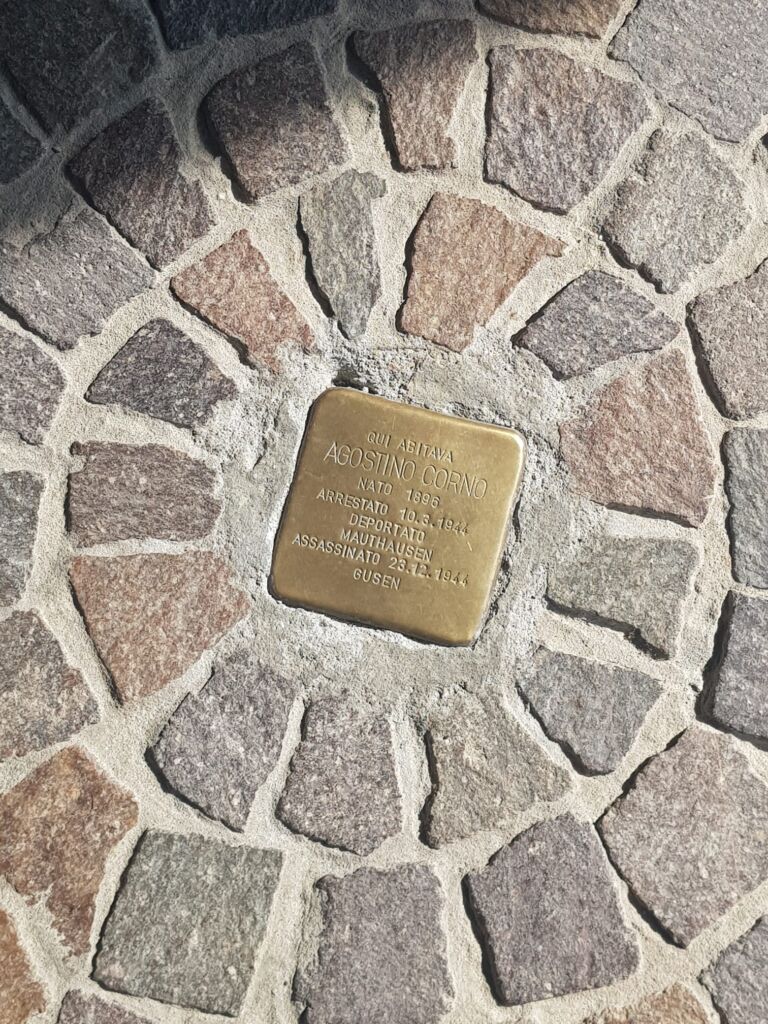 QUI ABITAVA
AGOSTINO CORNO
NATO 1896
ARRESTATO 10.3.1944
DEPORTATO
MAUTHAUSEN
ASSASSINATO 23.12.1944
GUSEN